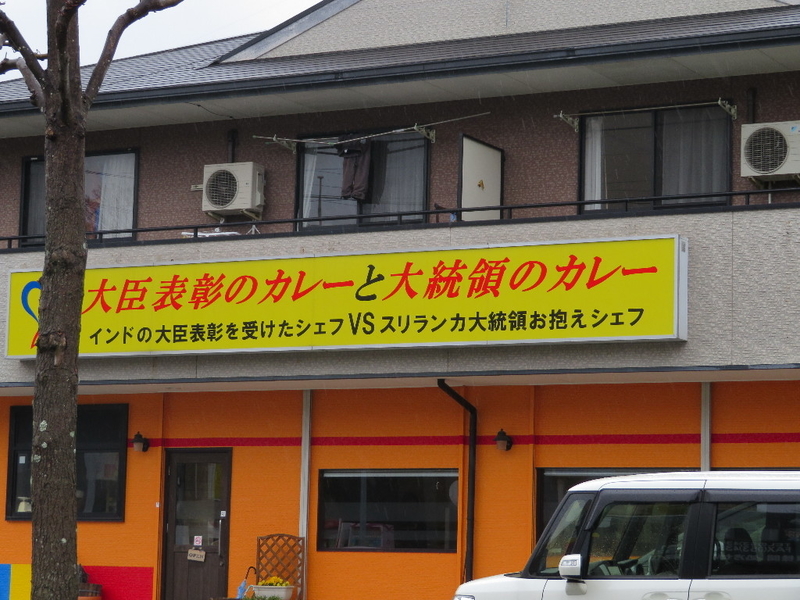 大臣表彰のカレーと大統領のカレー
インドの大臣表彰を受けたシェフVSスリランカ大統領お抱えシェフ